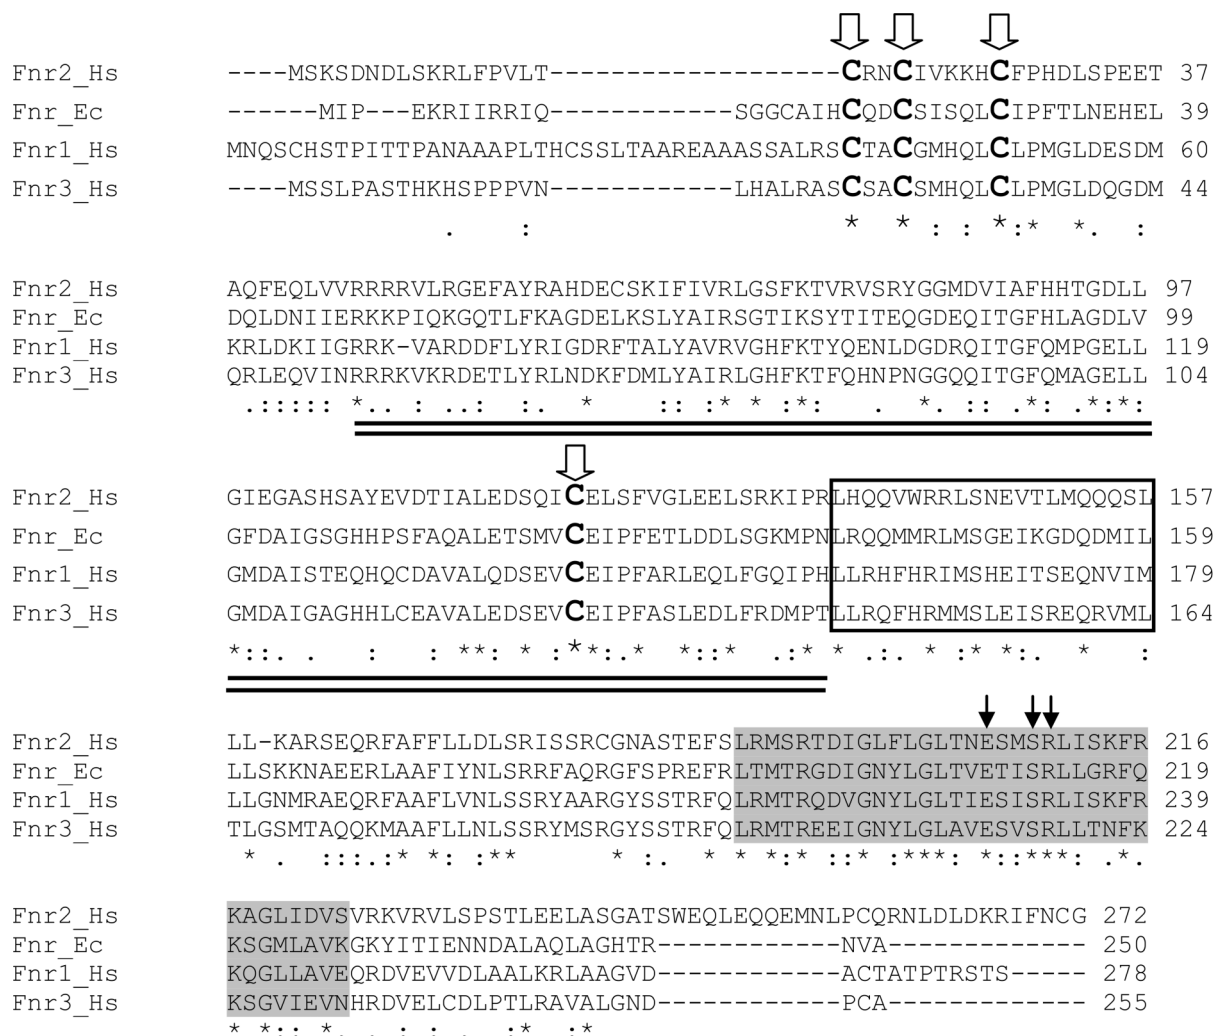 Fnr2_Hs ----MSKSDNDLSKRLFPVLT-------------------CRNCIVKKHCFPHDLSPEET 37
Fnr_Ec ------MIP---EKRIIRRIQ------------SGGCAIHCQDCSISQLCIPFTLNEHEL 39
Fnr1_Hs MNQSCHSTPITTPANAAAPLTHCSSLTAAREAAASSALRSCTACGMHQLCLPMGLDESDM 60
Fnr3_Hs ----MSSLPASTHKHSPPPVN------------LHALRASCSACSMHQLCLPMGLDQGDM 44
. : * * : : *:* *. :
Fnr2_Hs AQFEQLVVRRRRVLRGEFAYRAHDECSKIFIVRLGSFKTVRVSRYGGMDVIAFHHTGDLL 97
Fnr_Ec DQLDNIIERKKPIQKGQTLFKAGDELKSLYAIRSGTIKSYTITEQGDEQITGFHLAGDLV 99
Fnr1_Hs KRLDKIIGRRK-VARDDFLYRIGDRFTALYAVRVGHFKTYQENLDGDRQITGFQMPGELL 119
Fnr3_Hs QRLEQVINRRRKVKRDETLYRLNDKFDMLYAIRLGHFKTFQHNPNGGQQITGFQMAGELL 104
.::::: *.. : ..: :. * :: :* * :*: . *. : .*: .*:*:
Fnr2_Hs GIEGASHSAYEVDTIALEDSQICELSFVGLEELSRKIPRLHQQVWRRLSNEVTLMQQQSL 157
Fnr_Ec GFDAIGSGHHPSFAQALETSMVCEIPFETLDDLSGKMPNLRQQMMRLMSGEIKGDQDMIL 159
Fnr1_Hs GMDAISTEQHQCDAVALQDSEVCEIPFARLEQLFGQIPHLLRHFHRIMSHEITSEQNVIM 179
Fnr3_Hs GMDAIGAGHHLCEAVALEDSEVCEIPFASLEDLFRDMPTLLRQFHRMMSLEISREQRVML 164
*::. . : : **: * :**:.* *::* .:* * .:. * :* *:. * :
Fnr2_Hs LL-KARSEQRFAFFLLDLSRISSRCGNASTEFSLRMSRTDIGLFLGLTNESMSRLISKFR 216
Fnr_Ec LLSKKNAEERLAAFIYNLSRRFAQRGFSPREFRLTMTRGDIGNYLGLTVETISRLLGRFQ 219
Fnr1_Hs LLGNMRAEQRFAAFLVNLSSRYAARGYSSTRFQLRMTRQDVGNYLGLTIESISRLISKFR 239
Fnr3_Hs TLGSMTAQQKMAAFLLNLSSRYMSRGYSSTRFQLRMTREEIGNYLGLAVESVSRLLTNFK 224
* . :::.:* *: :** * :. * * *:* ::* :***: *::***: .*.
Fnr2_Hs KAGLIDVSVRKVRVLSPSTLEELASGATSWEQLEQQEMNLPCQRNLDLDKRIFNCG 272
Fnr_Ec KSGMLAVKGKYITIENNDALAQLAGHTR------------NVA------------- 250
Fnr1_Hs KQGLLAVEQRDVEVVDLAALKRLAAGVD------------ACTATPTRSTS----- 278
Fnr3_Hs KSGVIEVNHRDVELCDLPTLRAVALGND------------PCA------------- 255
* *:: *. : : : . :* :*